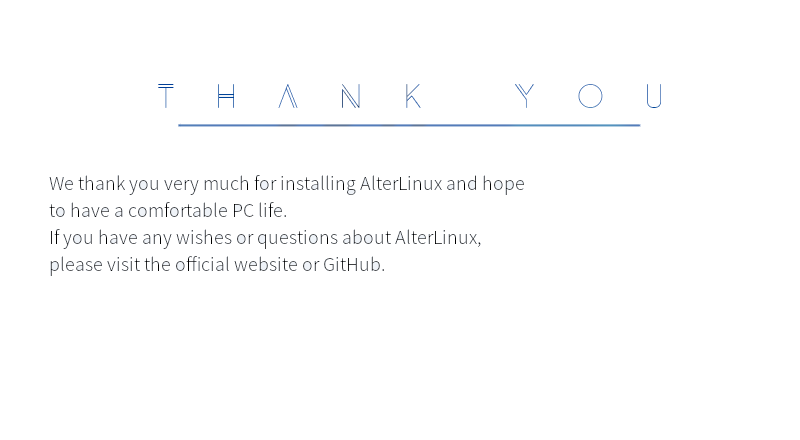 THANK YOU
We thank you very much for installing AlterLinux and hope
to have a comfortable PC life.
If you have any wishes or questions about AlterLinux,
please visit the official website or GitHub.